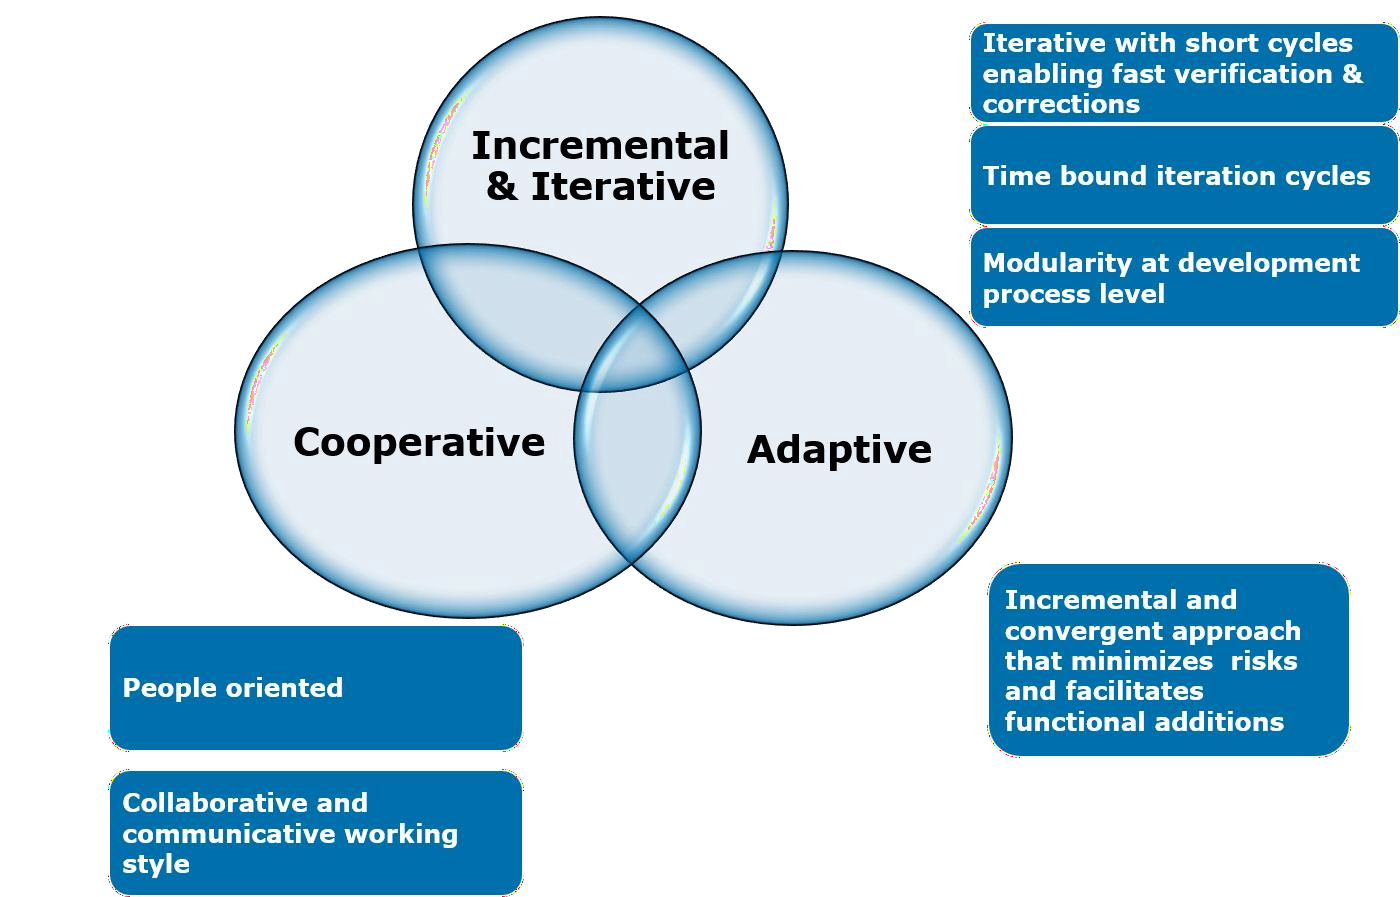 Incremental
& Iterative
Cooperative
Adaptive
Iterative with short cycles
enabling fast verification &
corrections
Time bound iteration cycles
Modularity at development
process level
Incremental and
convergent approach
that minimizes  risks
and facilitates
functional additions
People oriented
Collaborative and
communicative working
style